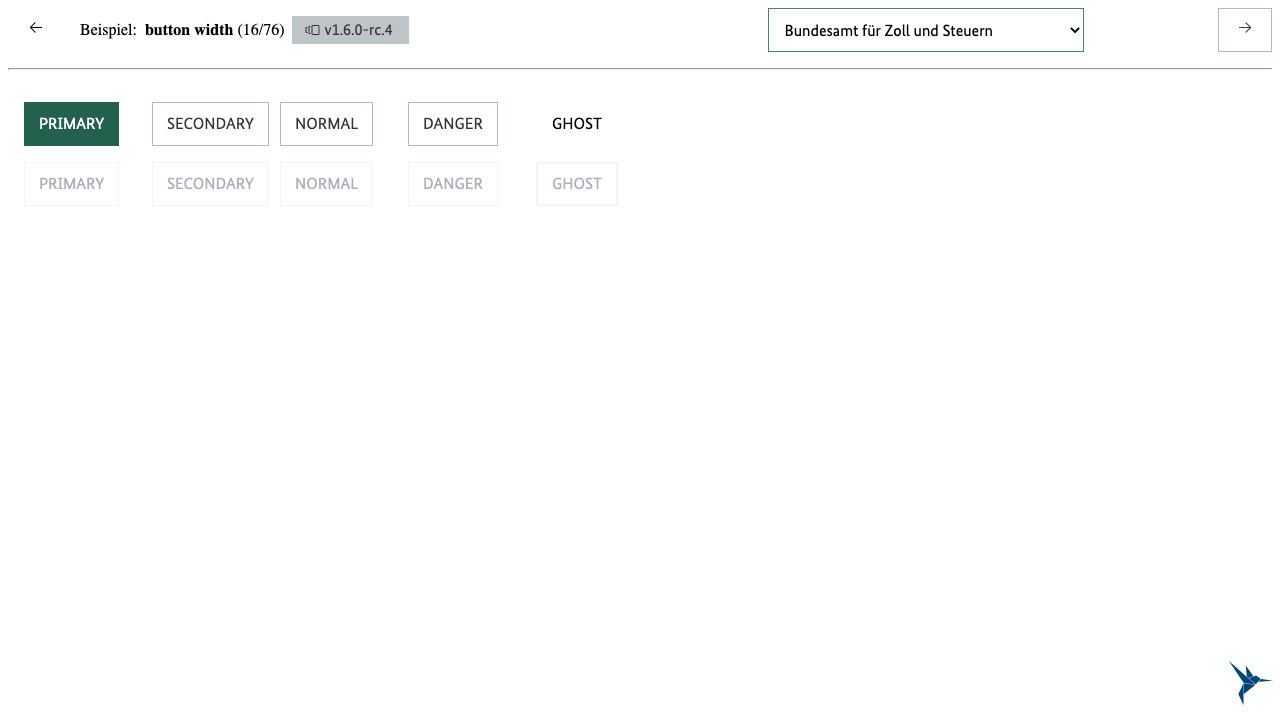 Beispiel: button width (16/76) v1.6.0-rc.4 Bundesamt für Zoll und Steuern
PRIMARY SECONDARY NORMAL DANGER GHOST
PRIMARY SECONDARY NORMAL DANGER GHOST